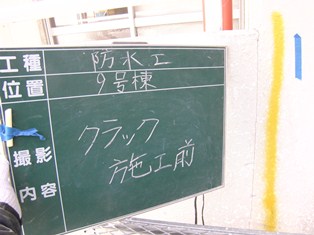 工種 防水工
位置 9号棟
撮影内容 クラック
施工前